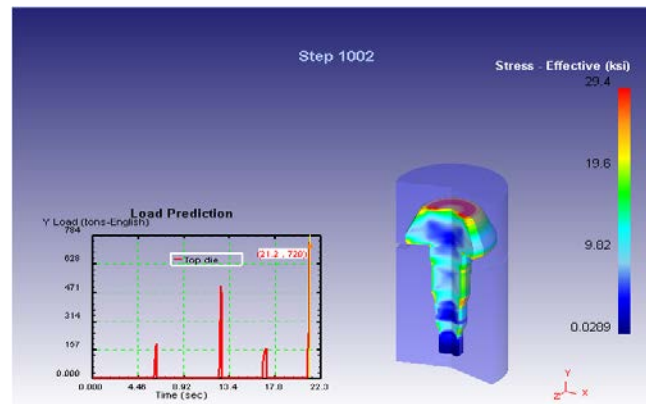 Step 1002
Stress - Effective (ksi)
29.4
19.6
9.82
0.0289
Load Prediction
Y Load (tons-English)
784
628
471
314
157
0.000
Top die
(21.2 , 720)
0.000 4.46 8.92 13.4 17.8 22.3
Time (sec)
Y
Z X